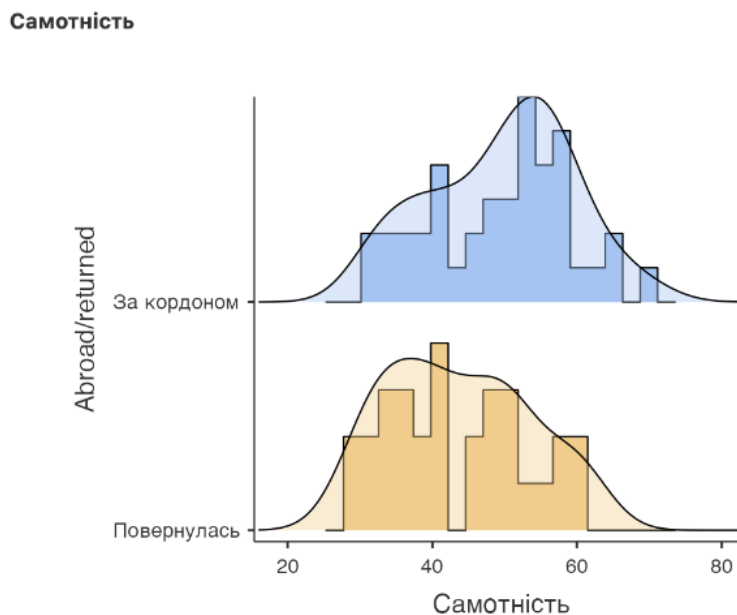 Самотність
Abroad/returned
За кордоном
Повернулась
20 40 60 80
Самотність